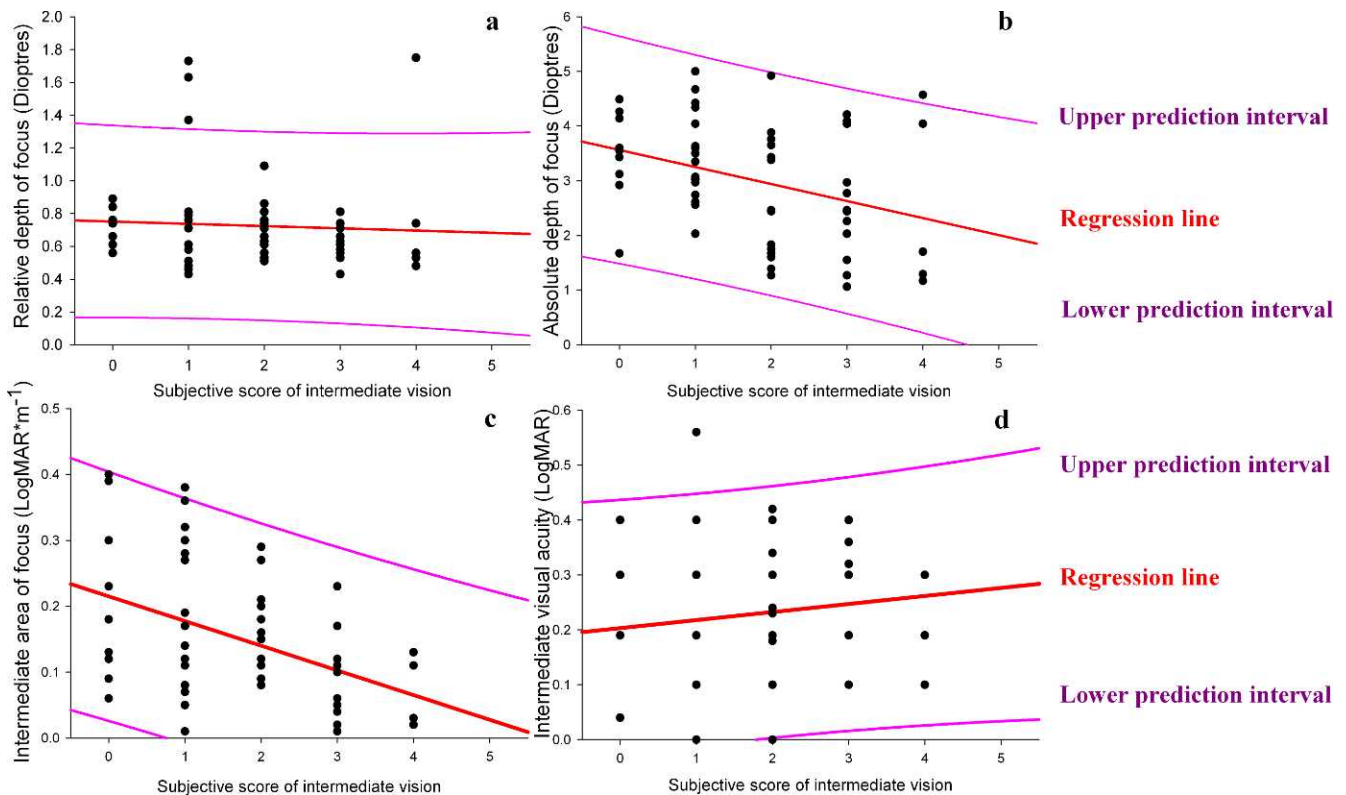 a
Relative depth of focus (Dioptres)
2.0
1.8
1.6
1.4
1.2
1.0
0.8
0.6
0.4
0.2
0.0
0 1 2 3 4 5
Subjective score of intermediate vision
b
Absolute depth of focus (Dioptres)
6
5
4
3
2
1
0
0 1 2 3 4 5
Subjective score of intermediate vision
Upper prediction interval
Regression line
Lower prediction interval
c
Intermediate area of focus (LogMAR*m-1)
0.5
0.4
0.3
0.2
0.1
0.0
0 1 2 3 4 5
Subjective score of intermediate vision
d
Intermediate visual acuity (LogMAR)
0.6
0.5
0.4
0.3
0.2
0.1
0.0
0 1 2 3 4 5
Subjective score of intermediate vision
Upper prediction interval
Regression line
Lower prediction interval